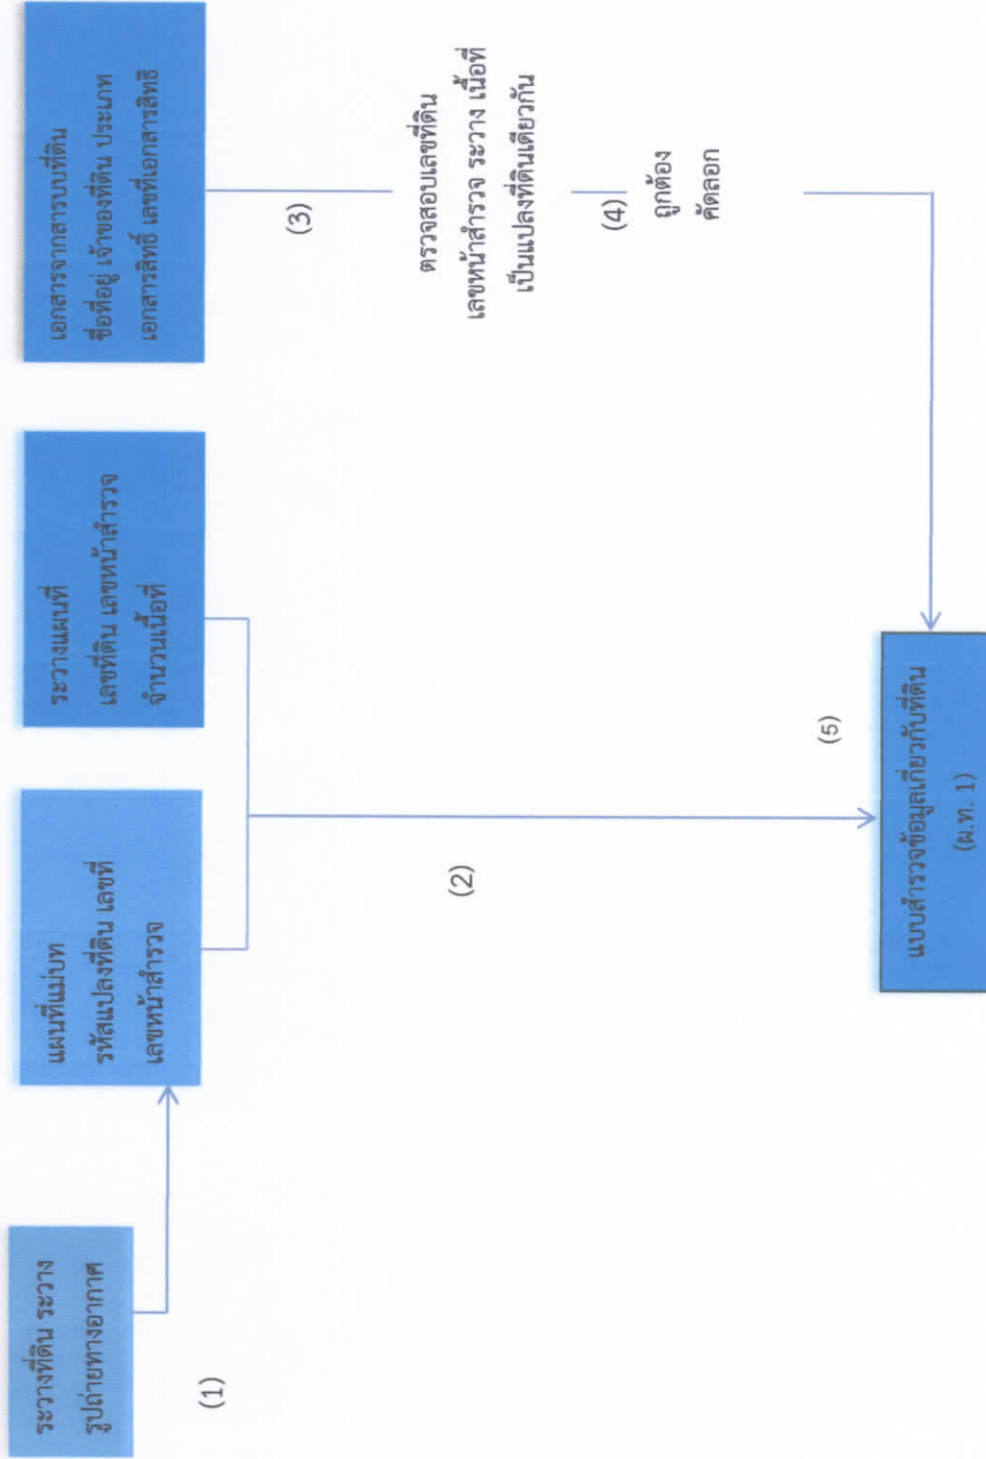 ระวางที่ดิน ระวาง
รูปถ่ายทางอากาศ
(1)
แผนที่แม่บท
รหัสแปลงที่ดิน เลขที่
เลขหน้าสำรวจ
ระวางแผนที่
เลขที่ดิน เลขหน้าสำรวจ
จำนวนเนื้อที่
(2)
เอกสารจากสารบบที่ดิน
ชื่อที่อยู่ เจ้าของที่ดิน ประเภท
เอกสารสิทธิ์ เลขที่เอกสารสิทธิ
(3)
ตรวจสอบเลขที่ดิน
เลขหน้าสำรวจ ระวาง เนื้อที่
เป็นแปลงที่ดินเดียวกัน
(4)
ถูกต้อง
คัดลอก
(5)
แบบสำรวจข้อมูลเกี่ยวกับที่ดิน
(ผ.ท. 1)